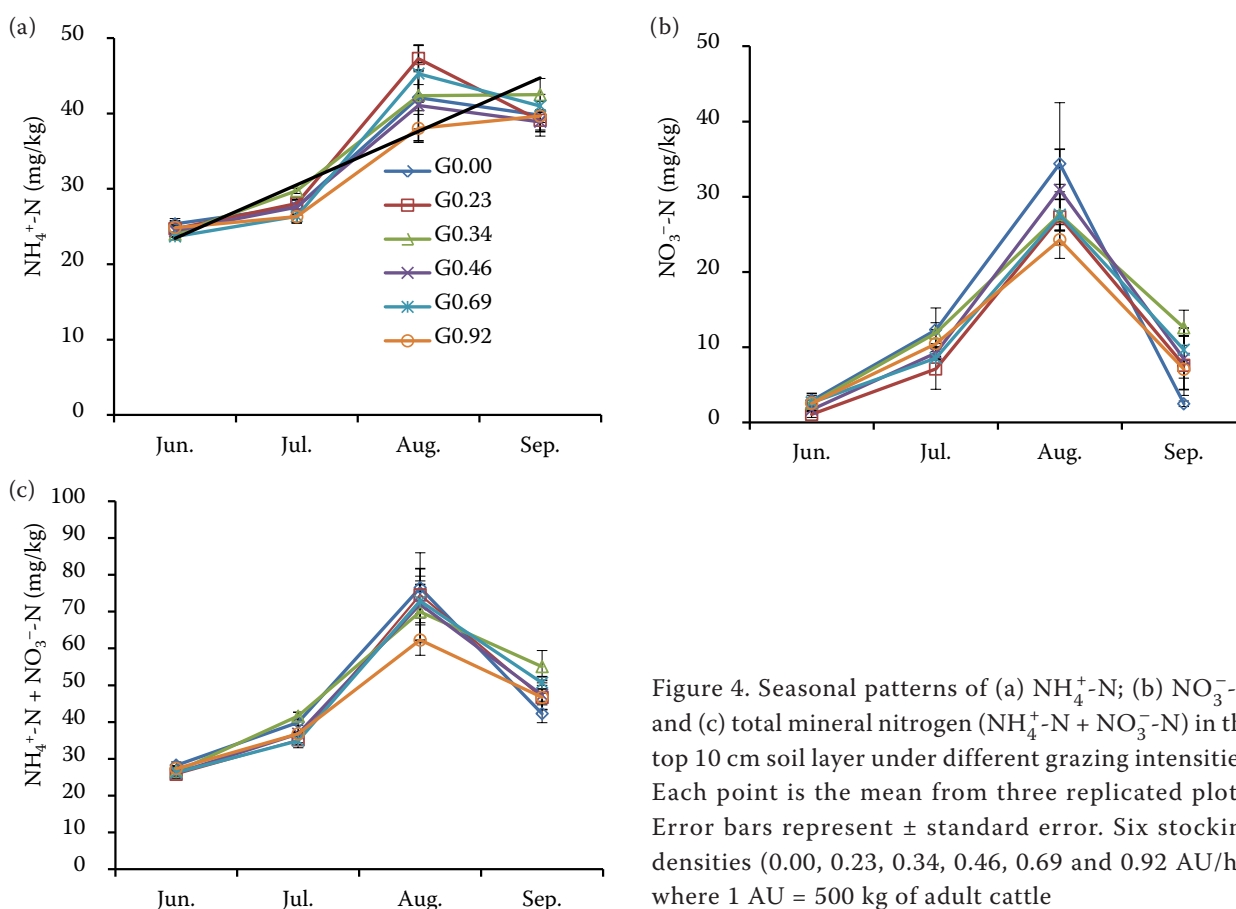 (a)
50
40
30
20
10
0
NH₄⁺-N (mg/kg)
G0.00
G0.23
G0.34
G0.46
G0.69
G0.92
Jun. Jul. Aug. Sep.
(b)
50
40
30
20
10
0
NO₃⁻-N (mg/kg)
Jun. Jul. Aug. Sep.
(c)
100
90
80
70
60
50
40
30
20
10
0
NH₄⁺-N + NO₃⁻-N (mg/kg)
Jun. Jul. Aug. Sep.
Figure 4. Seasonal patterns of (a) NH₄⁺-N; (b) NO₃⁻-
and (c) total mineral nitrogen (NH₄⁺-N + NO₃⁻-N) in th
top 10 cm soil layer under different grazing intensitie
Each point is the mean from three replicated plot
Error bars represent ± standard error. Six stockin
densities (0.00, 0.23, 0.34, 0.46, 0.69 and 0.92 AU/h
where 1 AU = 500 kg of adult cattle